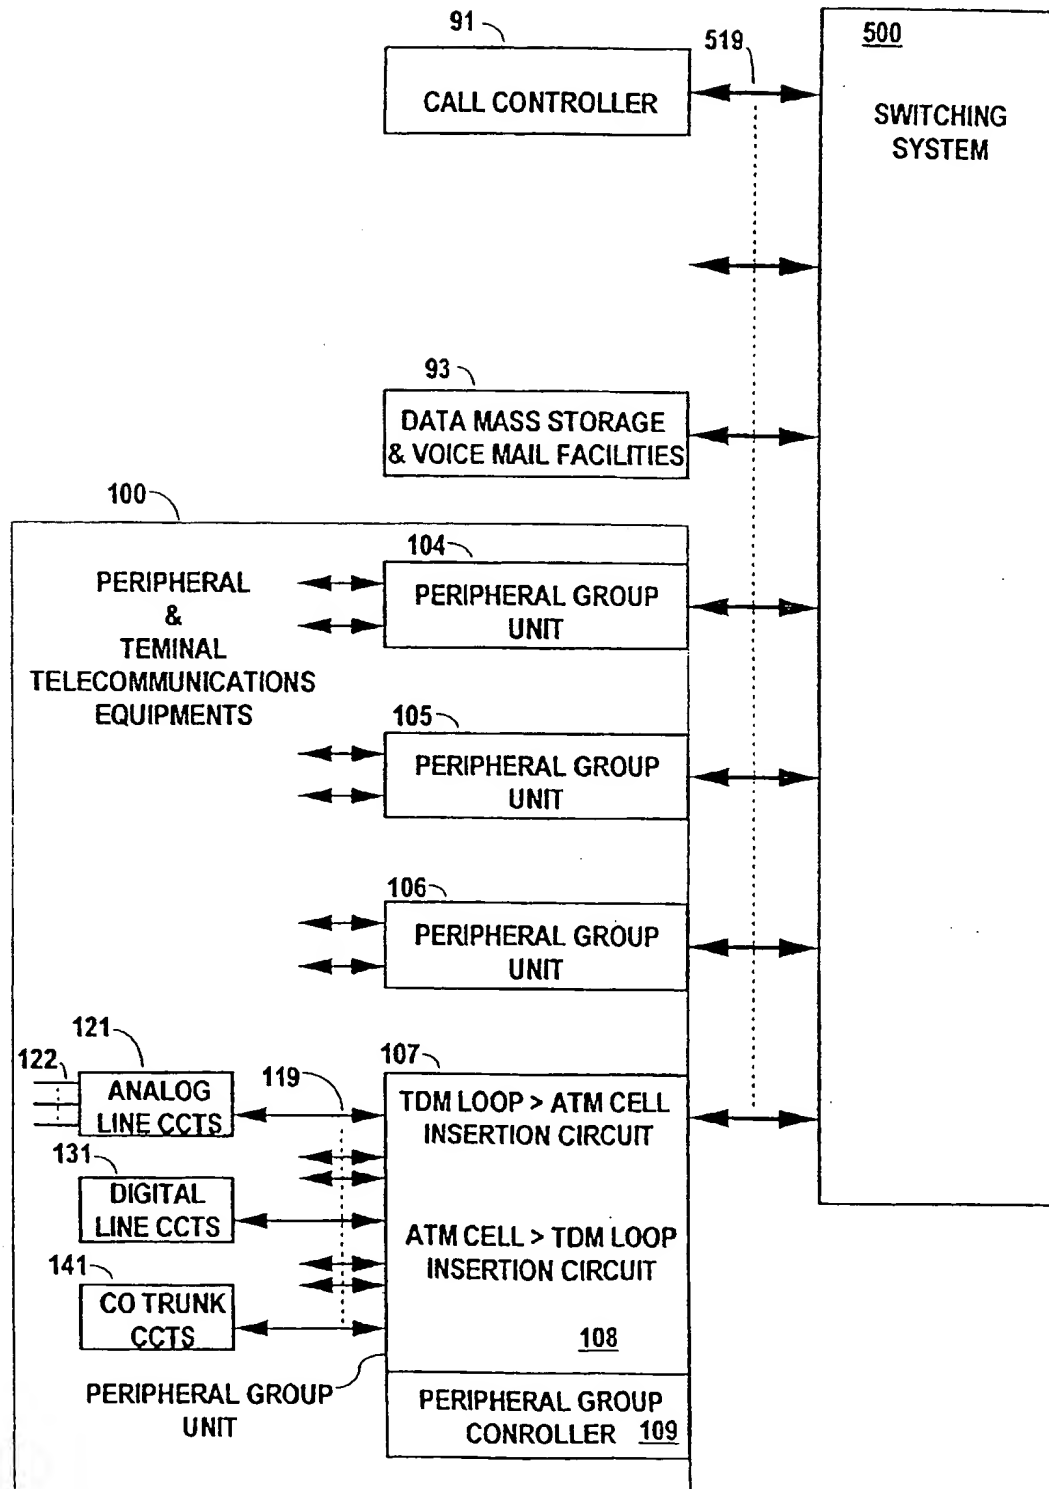 91
CALL CONTROLLER
519
500
SWITCHING
SYSTEM
93
DATA MASS STORAGE
& VOICE MAIL FACILITIES
100
PERIPHERAL
&
TEMINAL
TELECOMMUNICATIONS
EQUIPMENTS
104
PERIPHERAL GROUP
UNIT
105
PERIPHERAL GROUP
UNIT
106
PERIPHERAL GROUP
UNIT
121
122
ANALOG
LINE CCTS
119
107
TDM LOOP > ATM CELL
INSERTION CIRCUIT
131
DIGITAL
LINE CCTS
ATM CELL > TDM LOOP
INSERTION CIRCUIT
141
CO TRUNK
CCTS
108
PERIPHERAL GROUP
UNIT
PERIPHERAL GROUP
CONROLLER 109